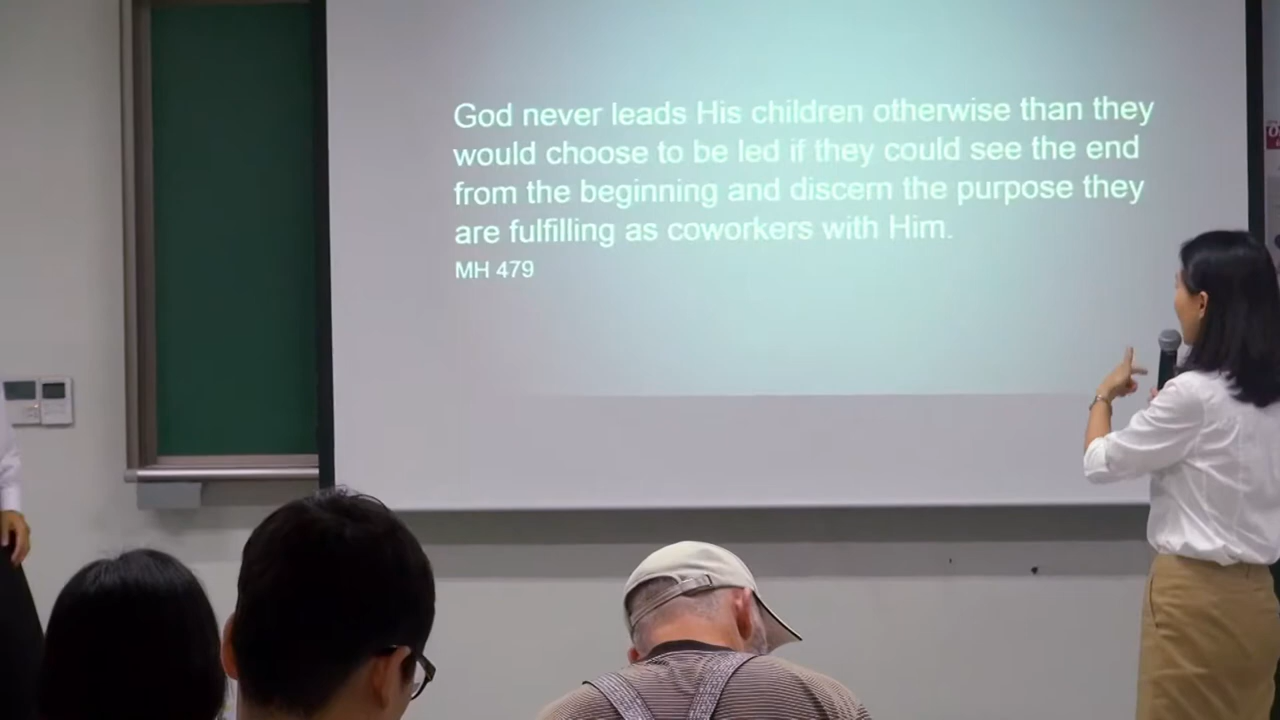 God never leads His children otherwise than they
would choose to be led if they could see the end
from the beginning and discern the purpose they
are fulfilling as coworkers with Him.
MH 479